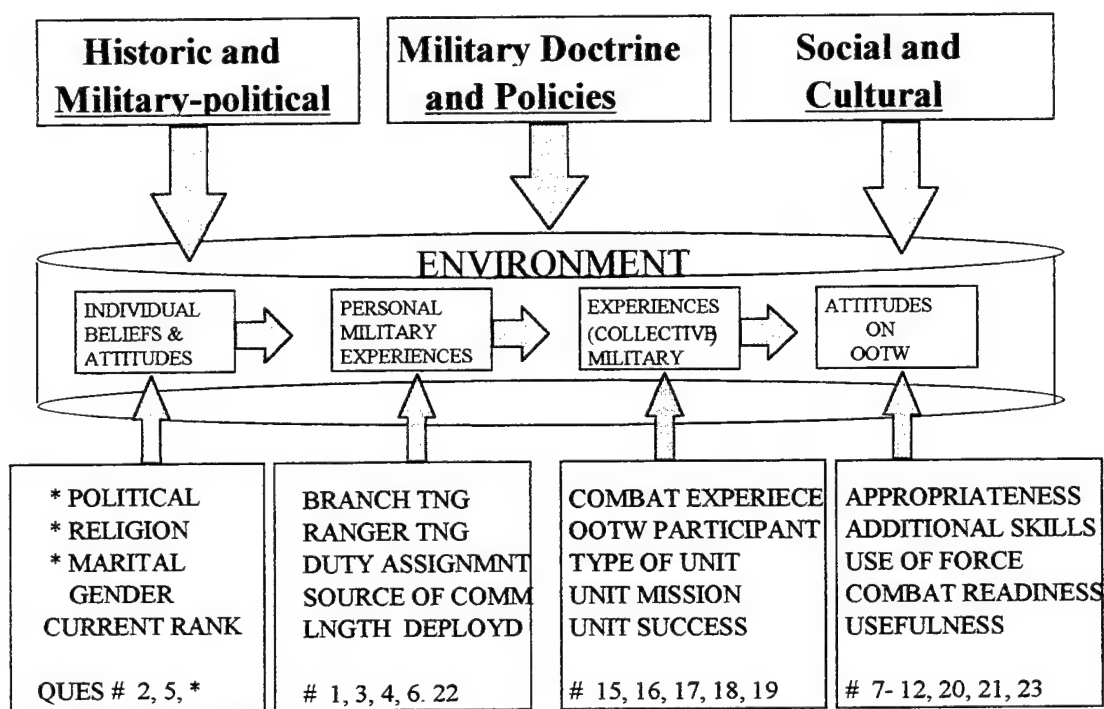 Historic and
Military-political
Military Doctrine
and Policies
Social and
Cultural
ENVIRONMENT
INDIVIDUAL
BELIEFS &
ATTITUDES
PERSONAL
MILITARY
EXPERIENCES
EXPERIENCES
(COLLECTIVE)
MILITARY
ATTITUDES
ON
OOTW
* POLITICAL
* RELIGION
* MARITAL
GENDER
CURRENT RANK
QUES # 2, 5, *
BRANCH TNG
RANGER TNG
DUTY ASSIGNMNT
SOURCE OF COMM
LNGTH DEPLOYD
# 1, 3, 4, 6. 22
COMBAT EXPERIECE
OOTW PARTICIPANT
TYPE OF UNIT
UNIT MISSION
UNIT SUCCESS
# 15, 16, 17, 18, 19
APPROPRIATENESS
ADDITIONAL SKILLS
USE OF FORCE
COMBAT READINESS
USEFULNESS
# 7- 12, 20, 21, 23